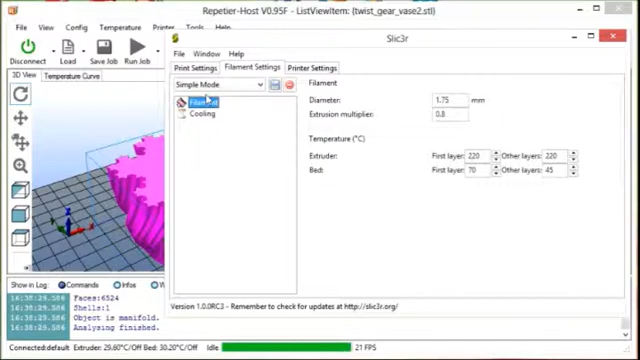 Repetier-Host V0.95F - ListViewItem: {twist_gear_vase2.stl}
File View Config Temperature Printer Tools
Disconnect Load Save Job Run Job
3D View Temperature Curve
Slic3r
File Window Help
Print Settings Filament Settings Printer Settings
Simple Mode
Filament
Cooling
Filament
Diameter: 1.75 mm
Extrusion multiplier: 0.8
Temperature (°C)
Extruder: First layer: 220 Other layers: 220
Bed: First layer: 70 Other layers: 45
Version 1.0.0RC3 - Remember to check for updates at http://slic3r.org/
Show in Log: Commands Infos
16:38:29.586 Faces:6524
16:38:29.586 Shells:1
16:38:29.586 Object is manifold.
16:38:29.586 Analysing finished.
Connected:default Extruder: 29.60°C/Off Bed: 30.20°C/Off Idle 21 FPS